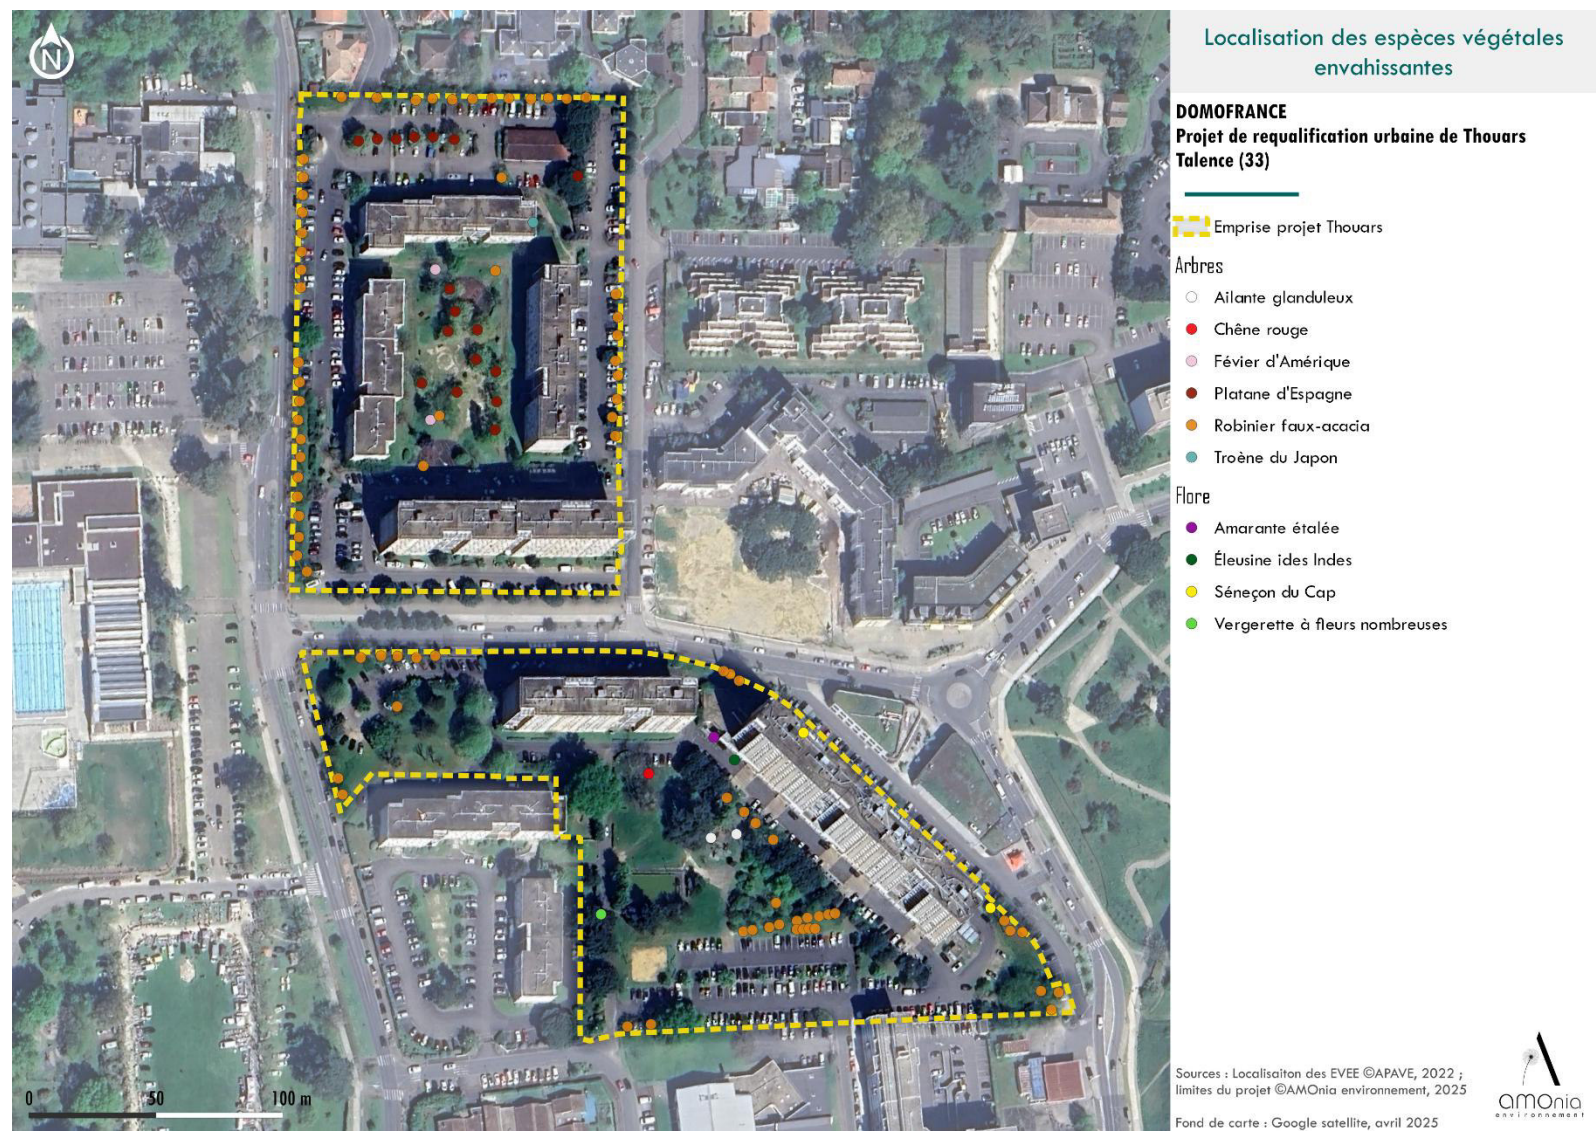 N
Localisation des espèces végétales
envahissantes
DOMOFRANCE
Projet de requalification urbaine de Thouars
Talence (33)
Emprise projet Thouars
Arbres
Ailante glanduleux
Chêne rouge
Févier d'Amérique
Platane d'Espagne
Robinier faux-acacia
Troène du Japon
Flore
Amarante étalée
Éleusine ides Indes
Séneçon du Cap
Vergerette à fleurs nombreuses
0 50 100 m
Sources : Localisaiton des EVEE ©APAVE, 2022 ;
limites du projet ©AMOnia environnement, 2025
Fond de carte : Google satellite, avril 2025
amonia
environnement